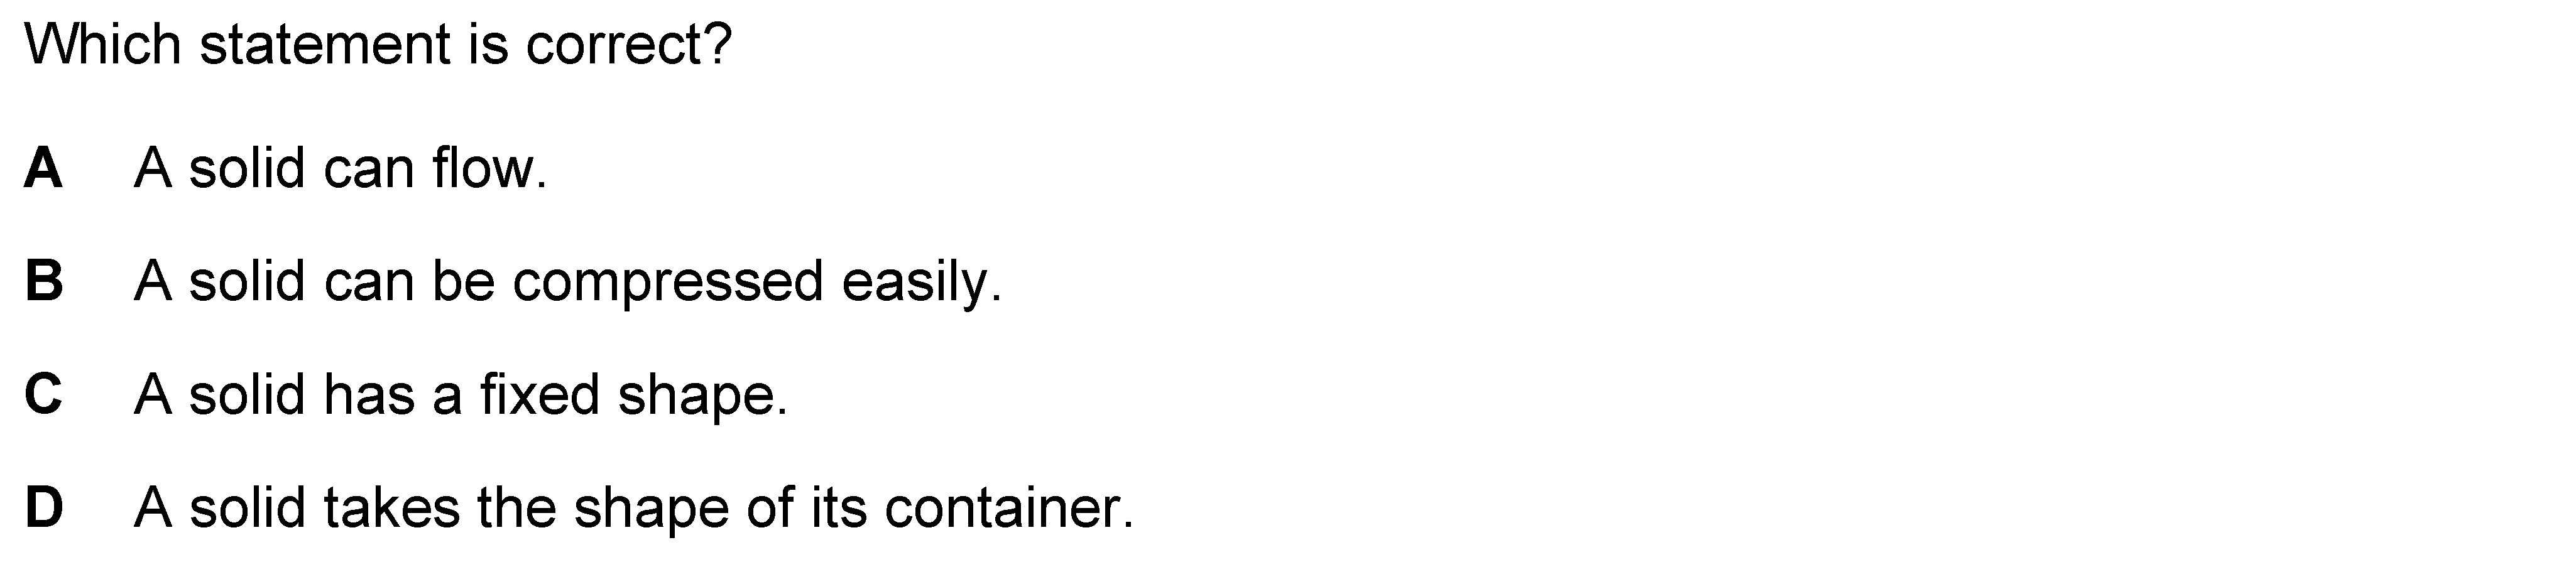 Which statement is correct?
A A solid can flow.
B A solid can be compressed easily.
C A solid has a fixed shape.
D A solid takes the shape of its container.